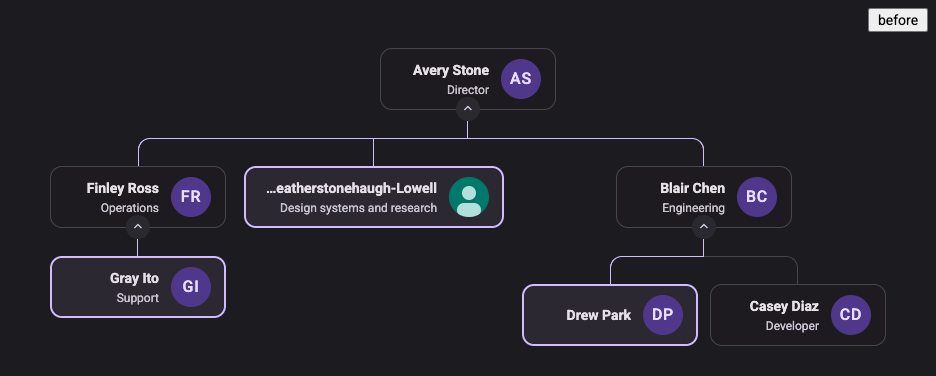 before
Avery Stone
Director
AS
Finley Ross
Operations
FR
...eatherstonehaugh-Lowell
Design systems and research
Blair Chen
Engineering
BC
Gray Ito
Support
GI
Drew Park
DP
Casey Diaz
Developer
CD